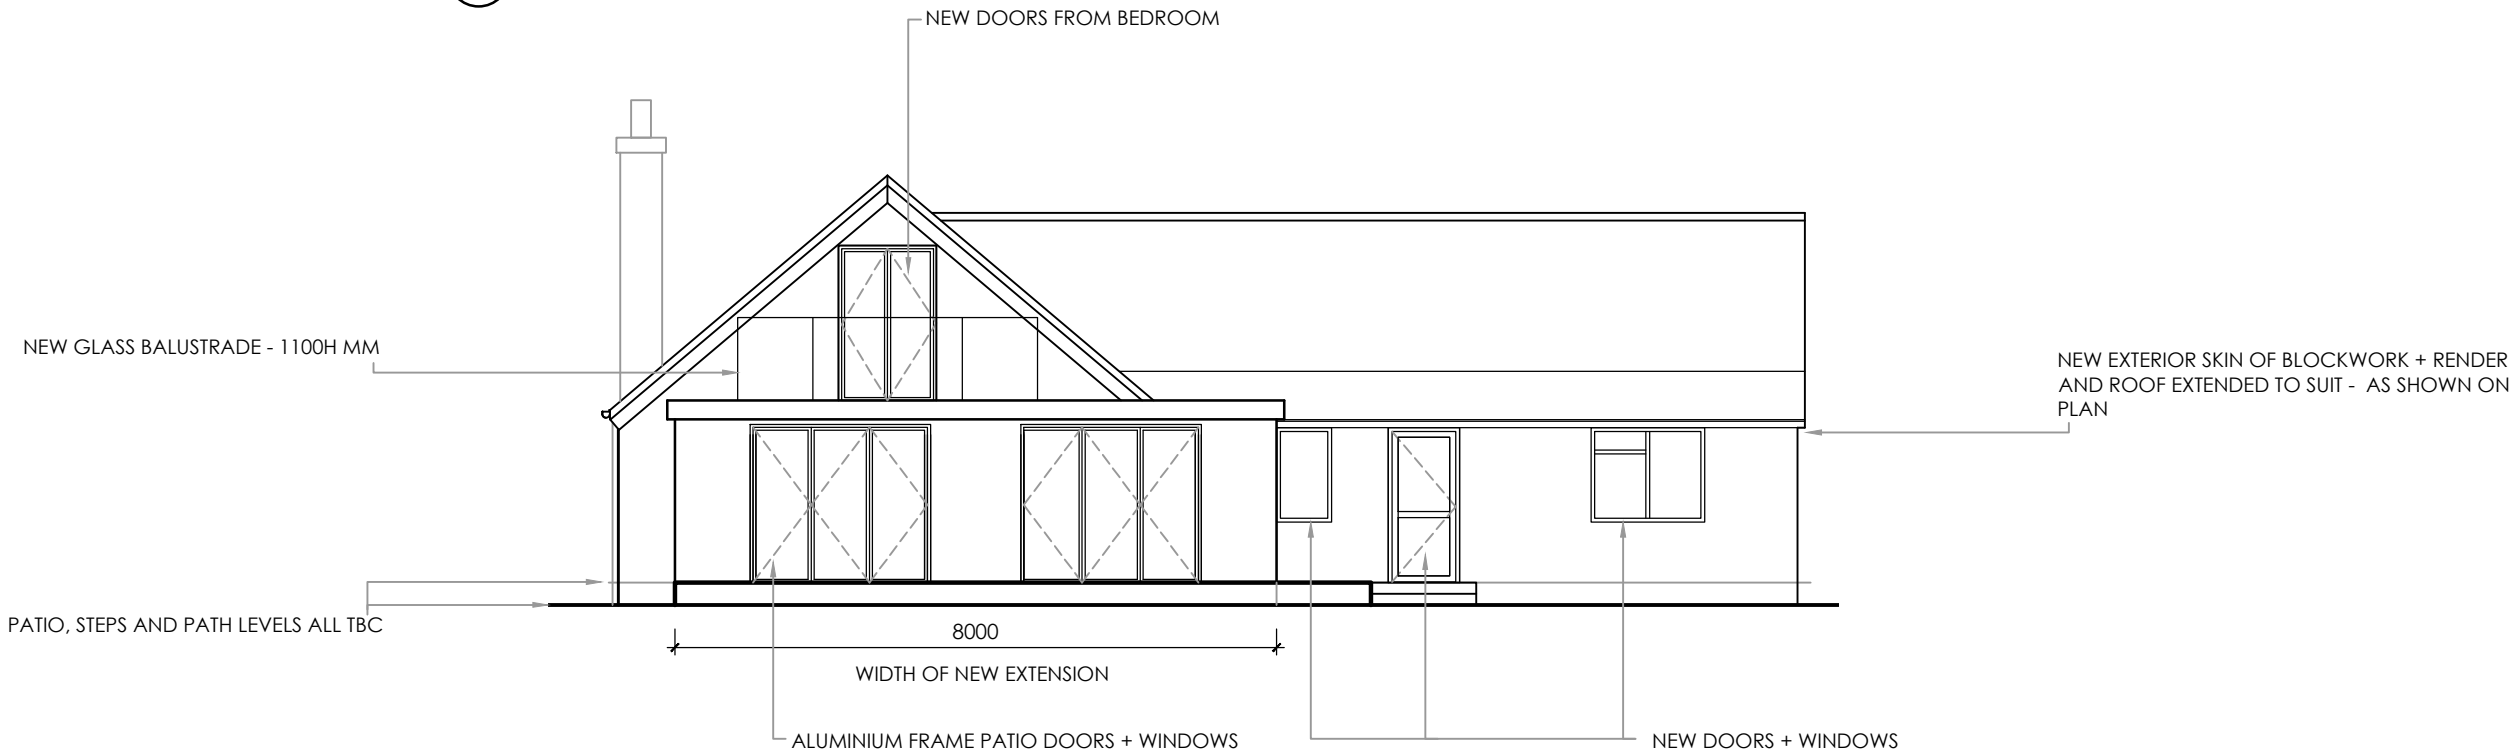 NEW DOORS FROM BEDROOM
NEW GLASS BALUSTRADE - 1100H MM
NEW EXTERIOR SKIN OF BLOCKWORK + RENDER
AND ROOF EXTENDED TO SUIT - AS SHOWN ON
PLAN
PATIO, STEPS AND PATH LEVELS ALL TBC
8000
WIDTH OF NEW EXTENSION
ALUMINIUM FRAME PATIO DOORS + WINDOWS
NEW DOORS + WINDOWS